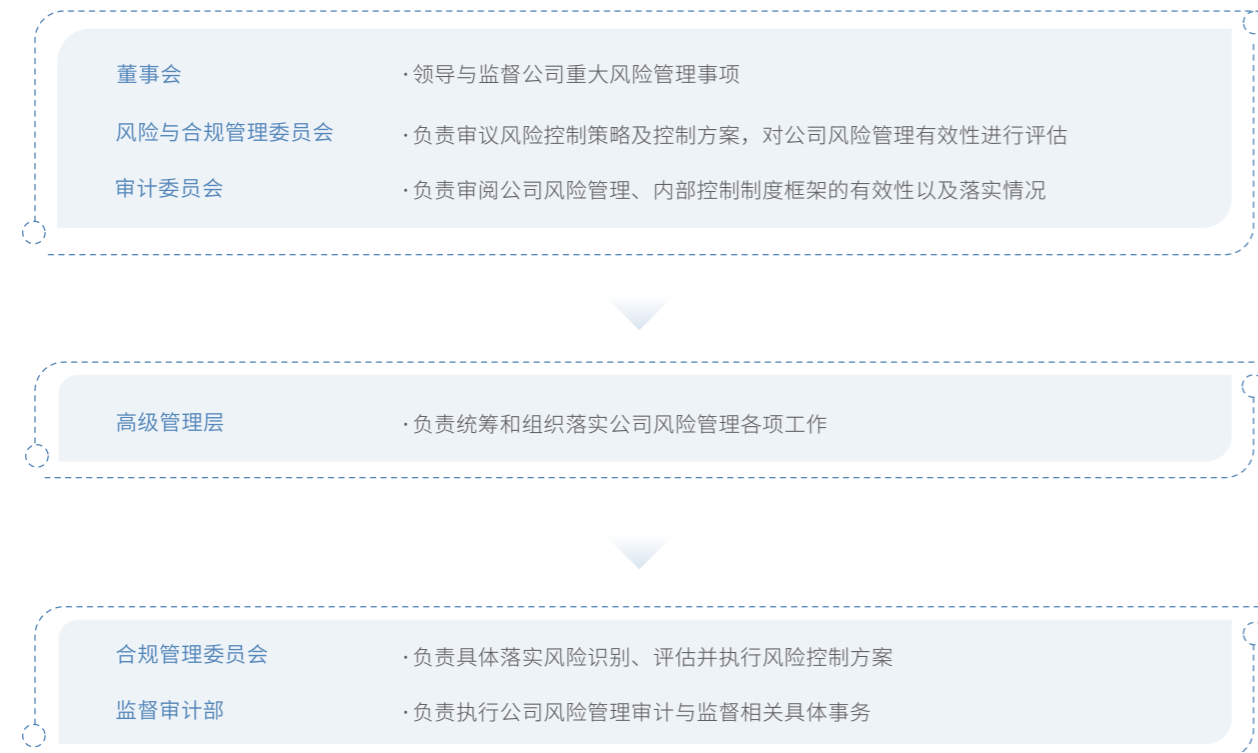 董事会 ·领导与监督公司重大风险管理事项
风险与合规管理委员会 ·负责审议风险控制策略及控制方案，对公司风险管理有效性进行评估
审计委员会 ·负责审阅公司风险管理、内部控制制度框架的有效性以及落实情况
高级管理层 ·负责统筹和组织落实公司风险管理各项工作
合规管理委员会 ·负责具体落实风险识别、评估并执行风险控制方案
监督审计部 ·负责执行公司风险管理审计与监督相关具体事务